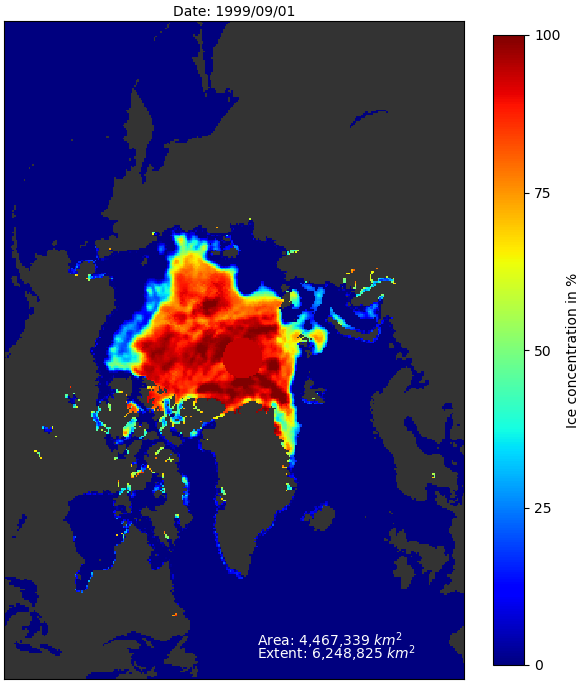 Date: 1999/09/01
100
75
50
25
0
Ice concentration in %
Area: 4,467,339 km²
Extent: 6,248,825 km²